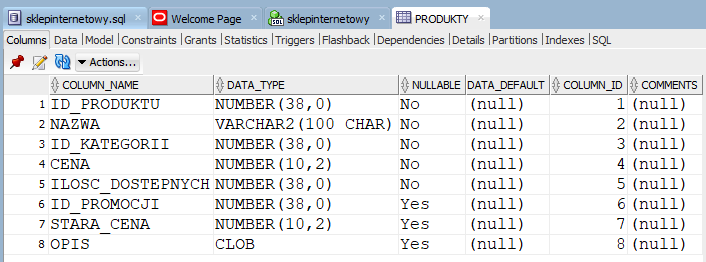 sklepinternetowy.sql Welcome Page sklepinternetowy PRODUKTY
Columns Data Model Constraints Grants Statistics Triggers Flashback Dependencies Details Partitions Indexes SQL
Actions...
COLUMN_NAME DATA_TYPE NULLABLE DATA_DEFAULT COLUMN_ID COMMENTS
1 ID_PRODUKTU NUMBER(38,0) No (null) 1 (null)
2 NAZWA VARCHAR2(100 CHAR) No (null) 2 (null)
3 ID_KATEGORII NUMBER(38,0) No (null) 3 (null)
4 CENA NUMBER(10,2) No (null) 4 (null)
5 ILOSC_DOSTEPNYCH NUMBER(38,0) No (null) 5 (null)
6 ID_PROMOCJI NUMBER(38,0) Yes (null) 6 (null)
7 STARA_CENA NUMBER(10,2) Yes (null) 7 (null)
8 OPIS CLOB Yes (null) 8 (null)